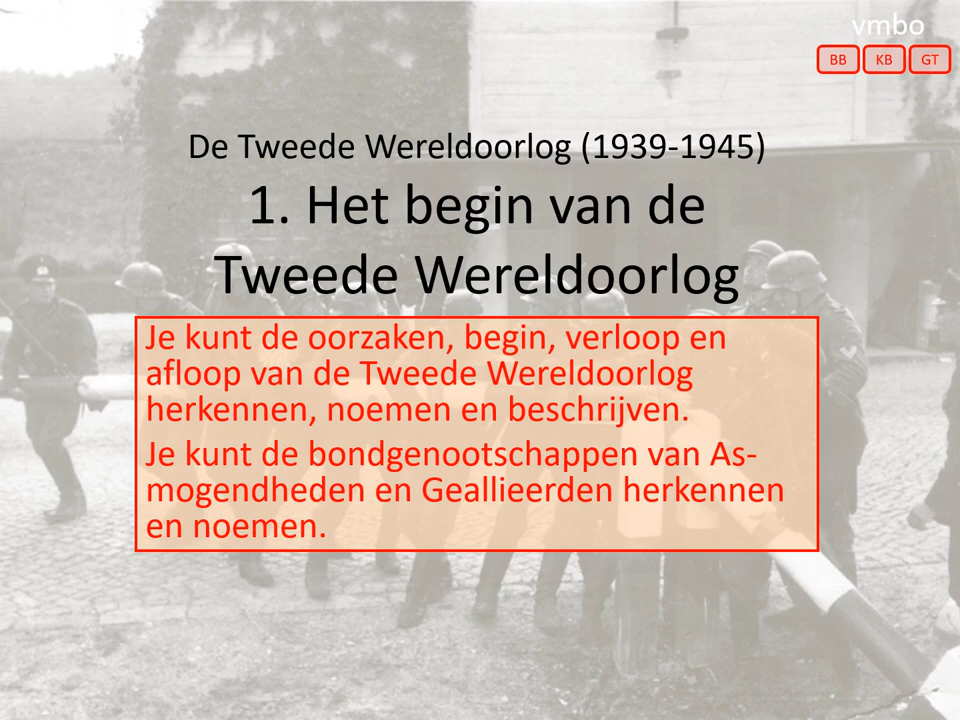 vmbo
BB KB GT
De Tweede Wereldoorlog (1939-1945)
1. Het begin van de
Tweede Wereldoorlog
Je kunt de oorzaken, begin, verloop en
afloop van de Tweede Wereldoorlog
herkennen, noemen en beschrijven.
Je kunt de bondgenootschappen van As-
mogendheden en Geallieerden herkennen
en noemen.